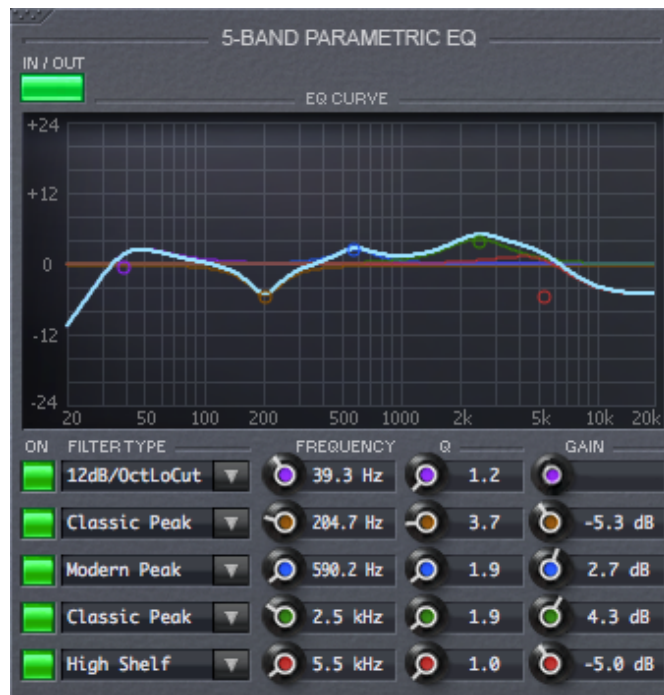 5-BAND PARAMETRIC EQ
IN / OUT
EQ CURVE
+24
+12
0
-12
-24
20 50 100 200 500 1000 2k 5k 10k 20k
ON FILTER TYPE FREQUENCY Q GAIN
12dB/OctLoCut 39.3 Hz 1.2
Classic Peak 204.7 Hz 3.7 -5.3 dB
Modern Peak 590.2 Hz 1.9 2.7 dB
Classic Peak 2.5 kHz 1.9 4.3 dB
High Shelf 5.5 kHz 1.0 -5.0 dB